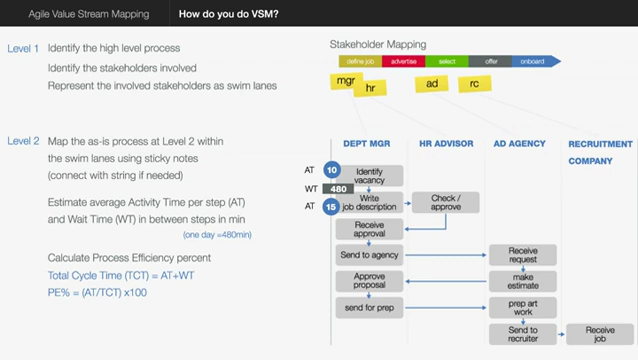 Agile Value Stream Mapping
How do you do VSM?
Level 1
Identify the high level process
Identify the stakeholders involved
Represent the involved stakeholders as swim lanes
Stakeholder Mapping
define job
advertise
select
offer
onboard
mgr
hr
ad
rc
Level 2
Map the as-is process at Level 2 within
the swim lanes using sticky notes
(connect with string if needed)
Estimate average Activity Time per step (AT)
and Wait Time (WT) in between steps in min
(one day =480min)
Calculate Process Efficiency percent
Total Cycle Time (TCT) = AT+WT
PE% = (AT/TCT) x100
DEPT MGR
HR ADVISOR
AD AGENCY
RECRUITMENT
COMPANY
AT
10
Identify
vacancy
WT
480
AT
15
Write
job description
Check /
approve
Receive
approval
Send to agency
Receive
request
Approve
proposal
make
estimate
send for prep
prep art
work
Send to
recruiter
Receive
job